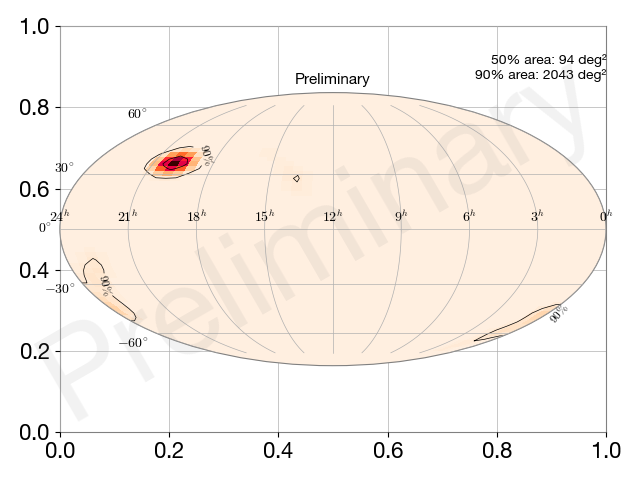 1.0
50% area: 94 deg²
90% area: 2043 deg²
Preliminary
0.8
60°
90%
30°
0.6
24h 21h 18h 15h 12h 9h 6h 3h 0h
0°
0.4
90%
−30°
90%
−60°
0.2
Preliminary
0.0
0.0 0.2 0.4 0.6 0.8 1.0